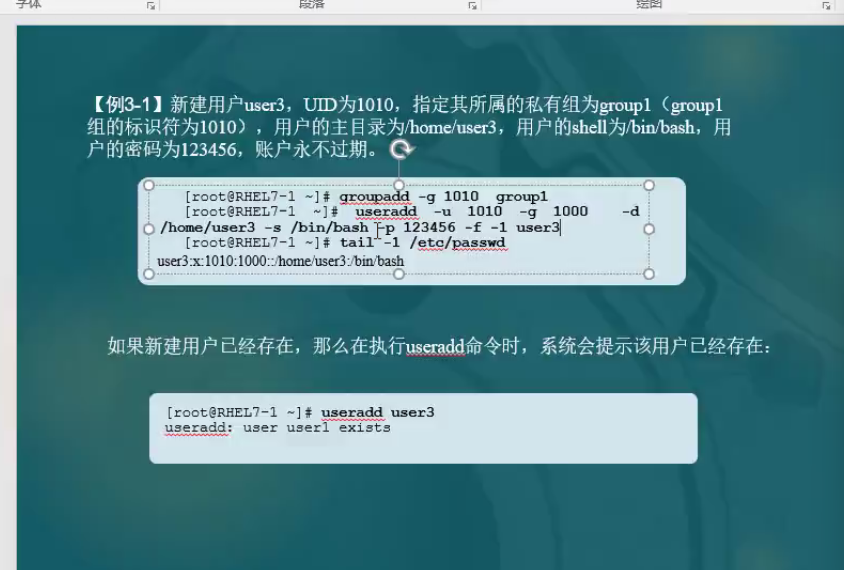 字体 段落 绘图
【例3-1】新建用户user3，UID为1010，指定其所属的私有组为group1（group1
组的标识符为1010），用户的主目录为/home/user3，用户的shell为/bin/bash，用
户的密码为123456，账户永不过期。
[root@RHEL7-1 ~]# groupadd -g 1010 group1
[root@RHEL7-1 ~]# useradd -u 1010 -g 1000 -d
/home/user3 -s /bin/bash -p 123456 -f -1 user3
[root@RHEL7-1 ~]# tail -1 /etc/passwd
user3:x:1010:1000::/home/user3:/bin/bash
如果新建用户已经存在，那么在执行useradd命令时，系统会提示该用户已经存在：
[root@RHEL7-1 ~]# useradd user3
useradd: user user1 exists